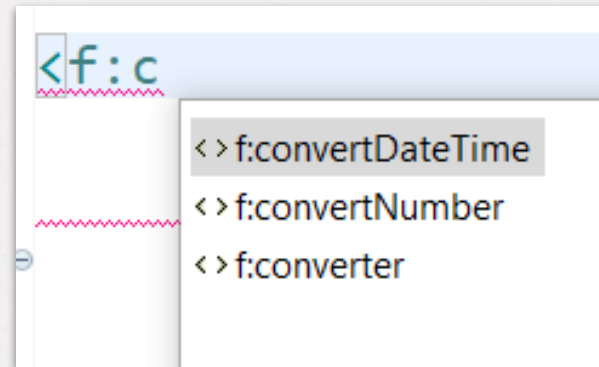 <f:c
<> f:convertDateTime
<> f:convertNumber
<> f:converter